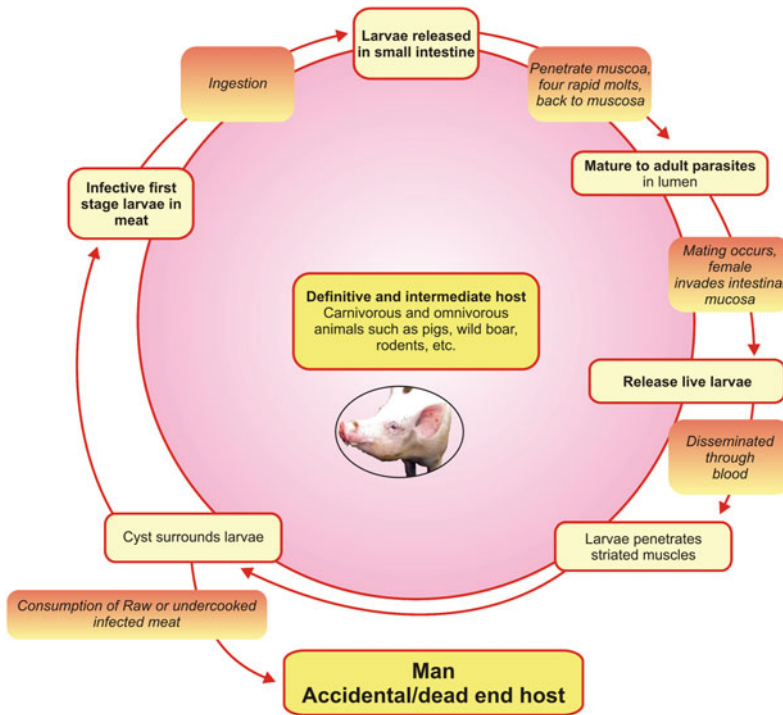 Larvae released
in small intestine
Penetrate muscoa,
four rapid molts,
back to muscosa
Mature to adult parasites
in lumen
Mating occurs,
female
invades intestinal
mucosa
Release live larvae
Disseminated
through
blood
Larvae penetrates
striated muscles
Cyst surrounds larvae
Consumption of Raw or undercooked
infected meat
Man
Accidental/dead end host
Infective first
stage larvae in
meat
Ingestion
Definitive and intermediate host
Carnivorous and omnivorous
animals such as pigs, wild boar,
rodents, etc.